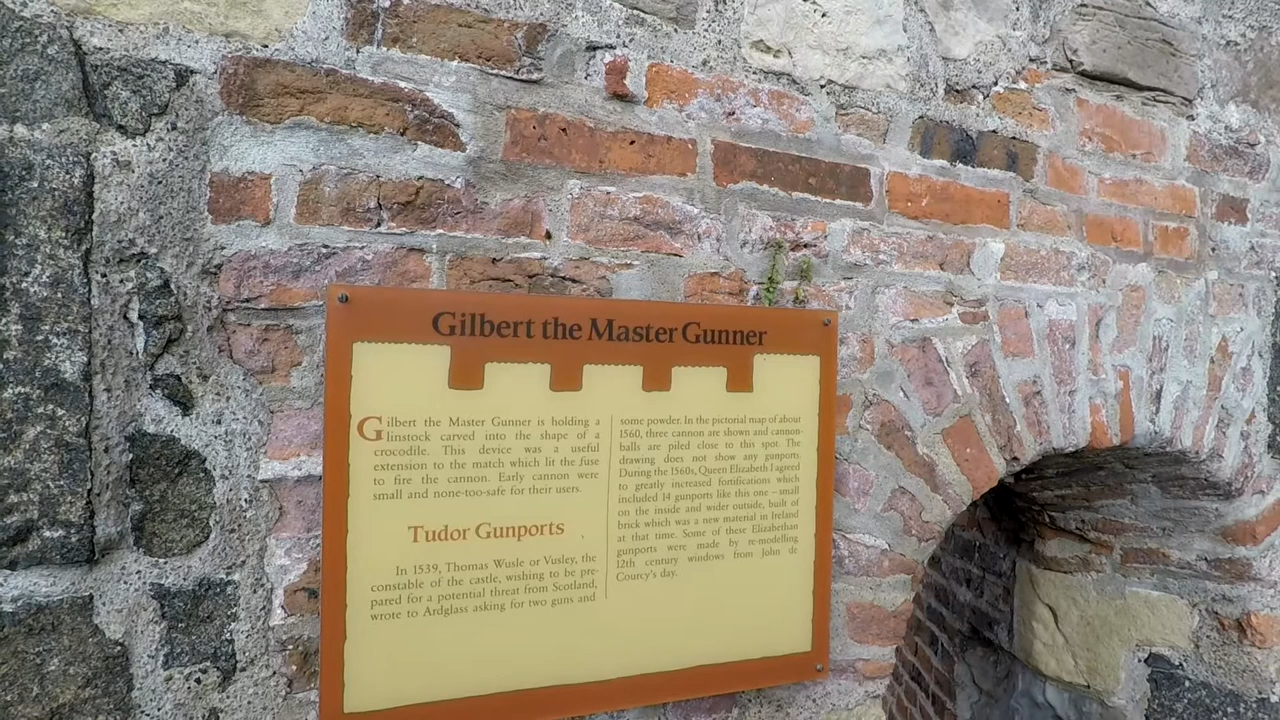 Gilbert the Master Gunner
Gilbert the Master Gunner is holding a
linstock carved into the shape of a
crocodile. This device was a useful
extension to the match which lit the fuse
to fire the cannon. Early cannon were
small and none-too-safe for their users.
Tudor Gunports
In 1539, Thomas Wusle or Vusley, the
constable of the castle, wishing to be pre-
pared for a potential threat from Scotland,
wrote to Ardglass asking for two guns and
some powder. In the pictorial map of about
1560, three cannon are shown and cannon-
balls are piled close to this spot. The
drawing does not show any gunports.
During the 1560s, Queen Elizabeth I agreed
to greatly increased fortifications which
included 14 gunports like this one – small
on the inside and wider outside, built of
brick which was a new material in Ireland
at that time. Some of these Elizabethan
gunports were made by re-modelling
12th century windows from John de
Courcy's day.